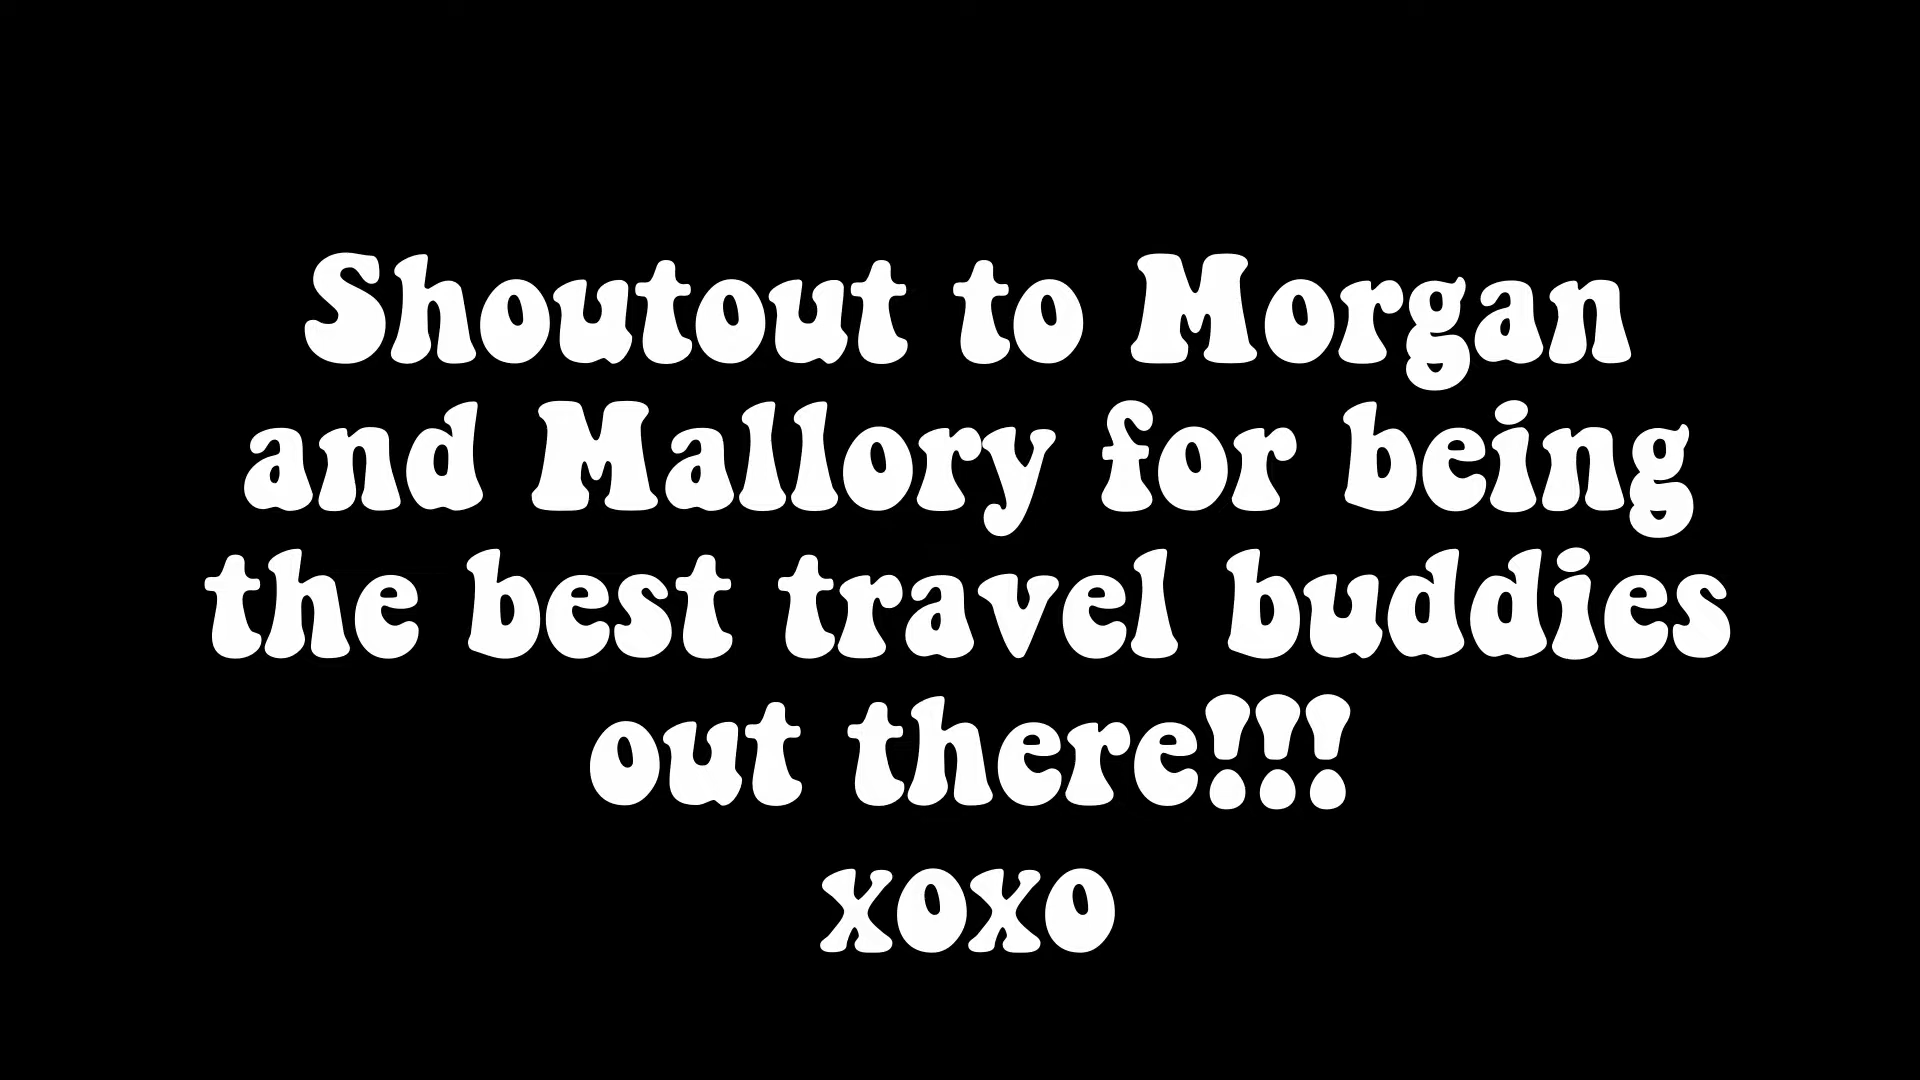 Shoutout to Morgan
and Mallory for being
the best travel buddies
out there!!!
xoxo